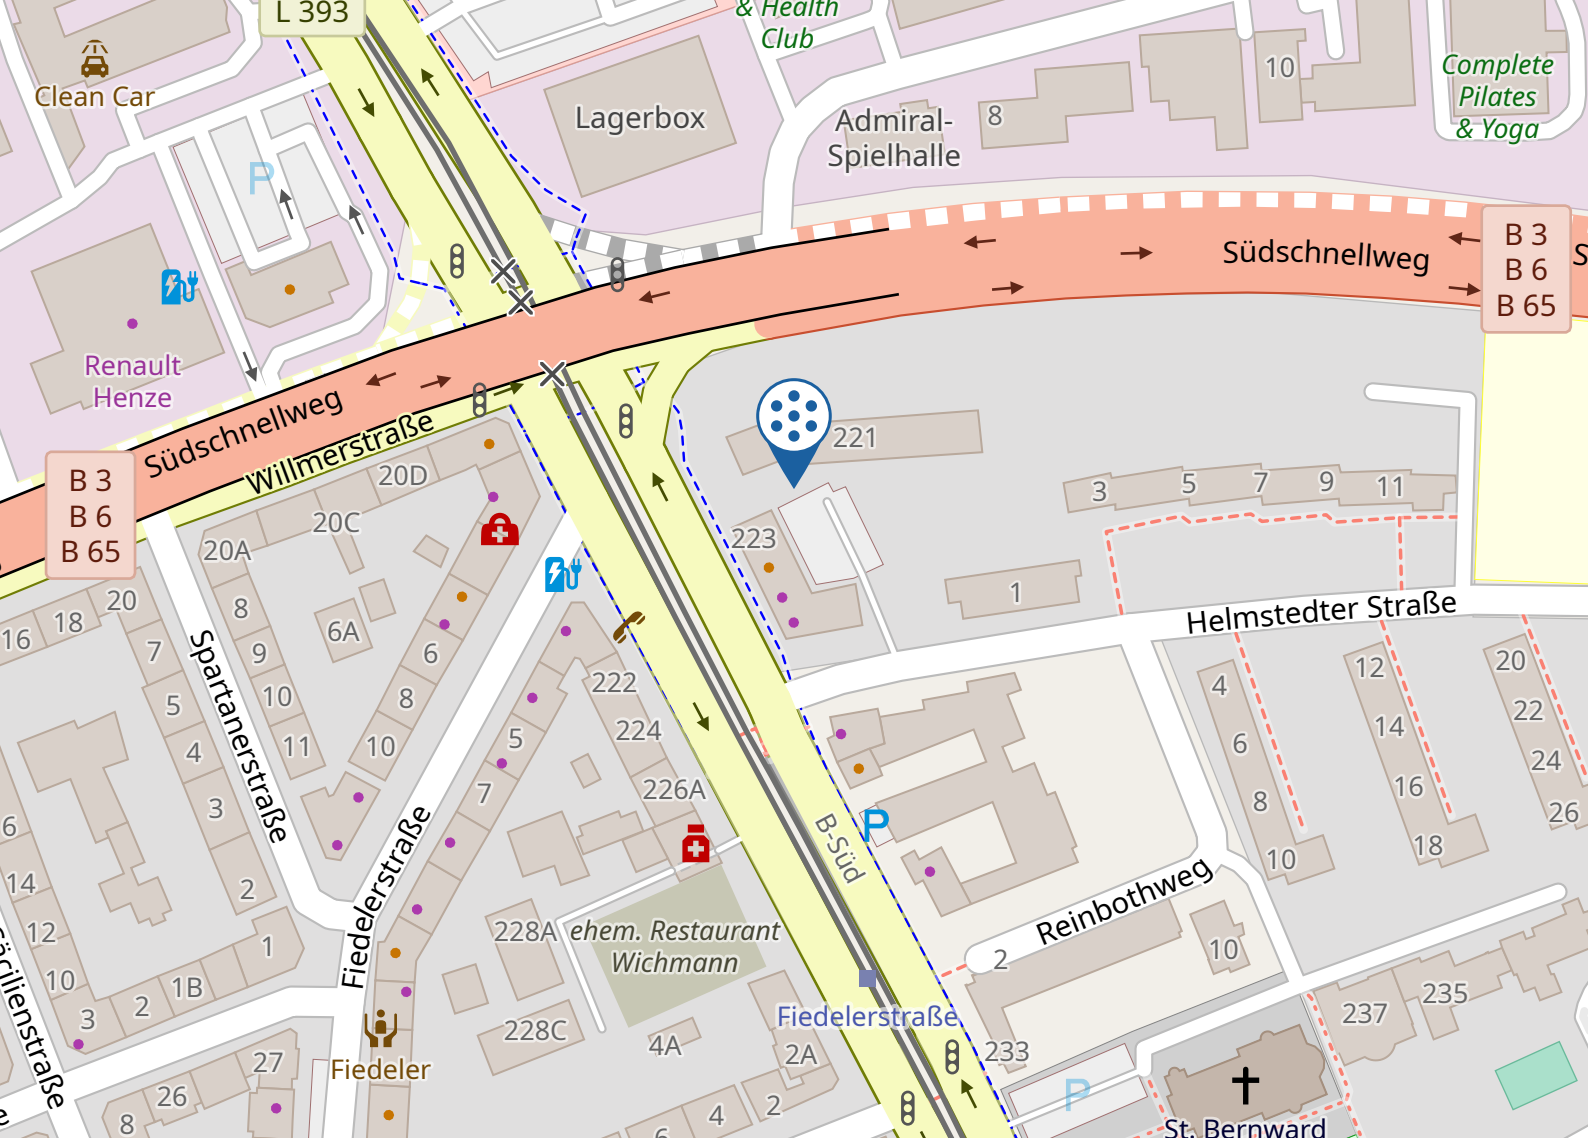 L 393
& Health
Club
Clean Car
Lagerbox
Admiral-
Spielhalle
8
10
Complete
Pilates
& Yoga
P
Südschnellweg
B 3
B 6
B 65
Renault
Henze
Südschnellweg
Willmerstraße
B 3
B 6
B 65
221
20D
20C
20A
223
3
5
7
9
11
1
Helmstedter Straße
16
18
20
8
6A
6
7
9
10
5
8
11
10
4
3
2
Spartanerstraße
Fiedelerstraße
222
224
226A
5
7
4
6
8
10
12
14
16
18
20
22
24
26
P
B-Süd
6
14
12
10
1
1B
2
3
228A
ehem. Restaurant
Wichmann
Reinbothweg
2
10
Fiedelerstraße
228C
4A
2A
233
237
235
Fiedeler
27
26
8
4
2
6
P
St. Bernward